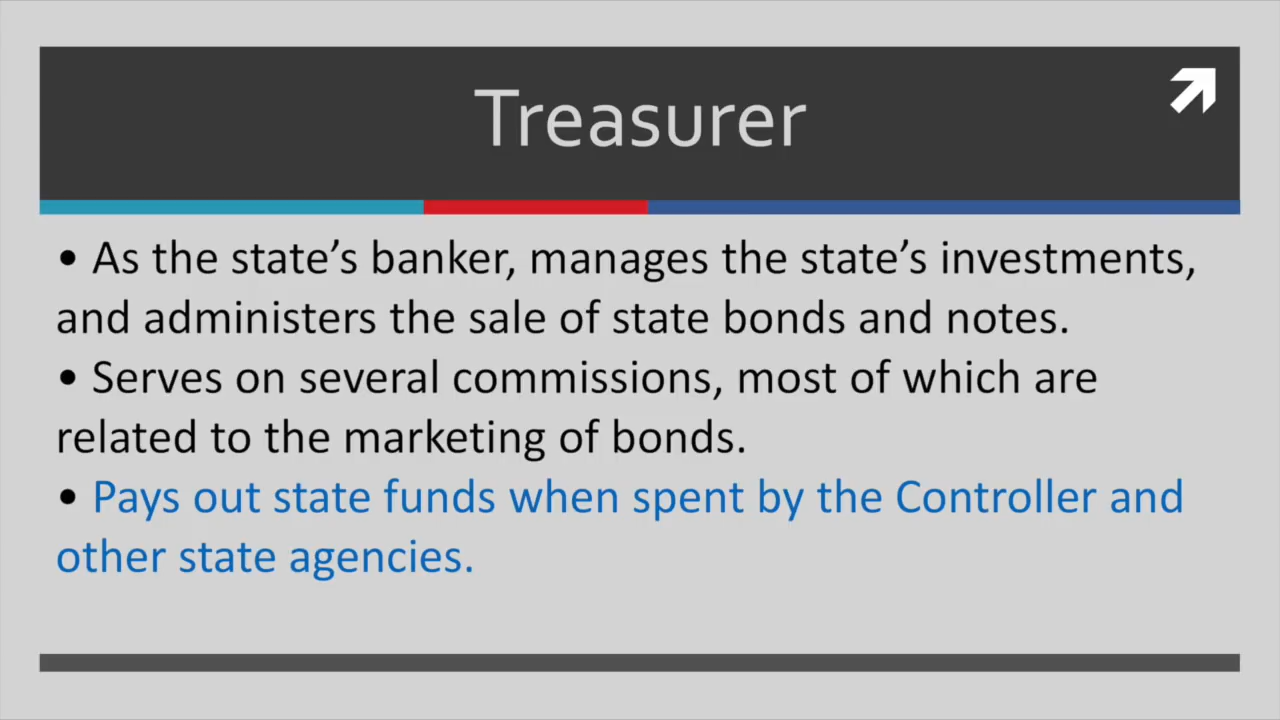 Treasurer
• As the state’s banker, manages the state’s investments,
and administers the sale of state bonds and notes.
• Serves on several commissions, most of which are
related to the marketing of bonds.
• Pays out state funds when spent by the Controller and
other state agencies.